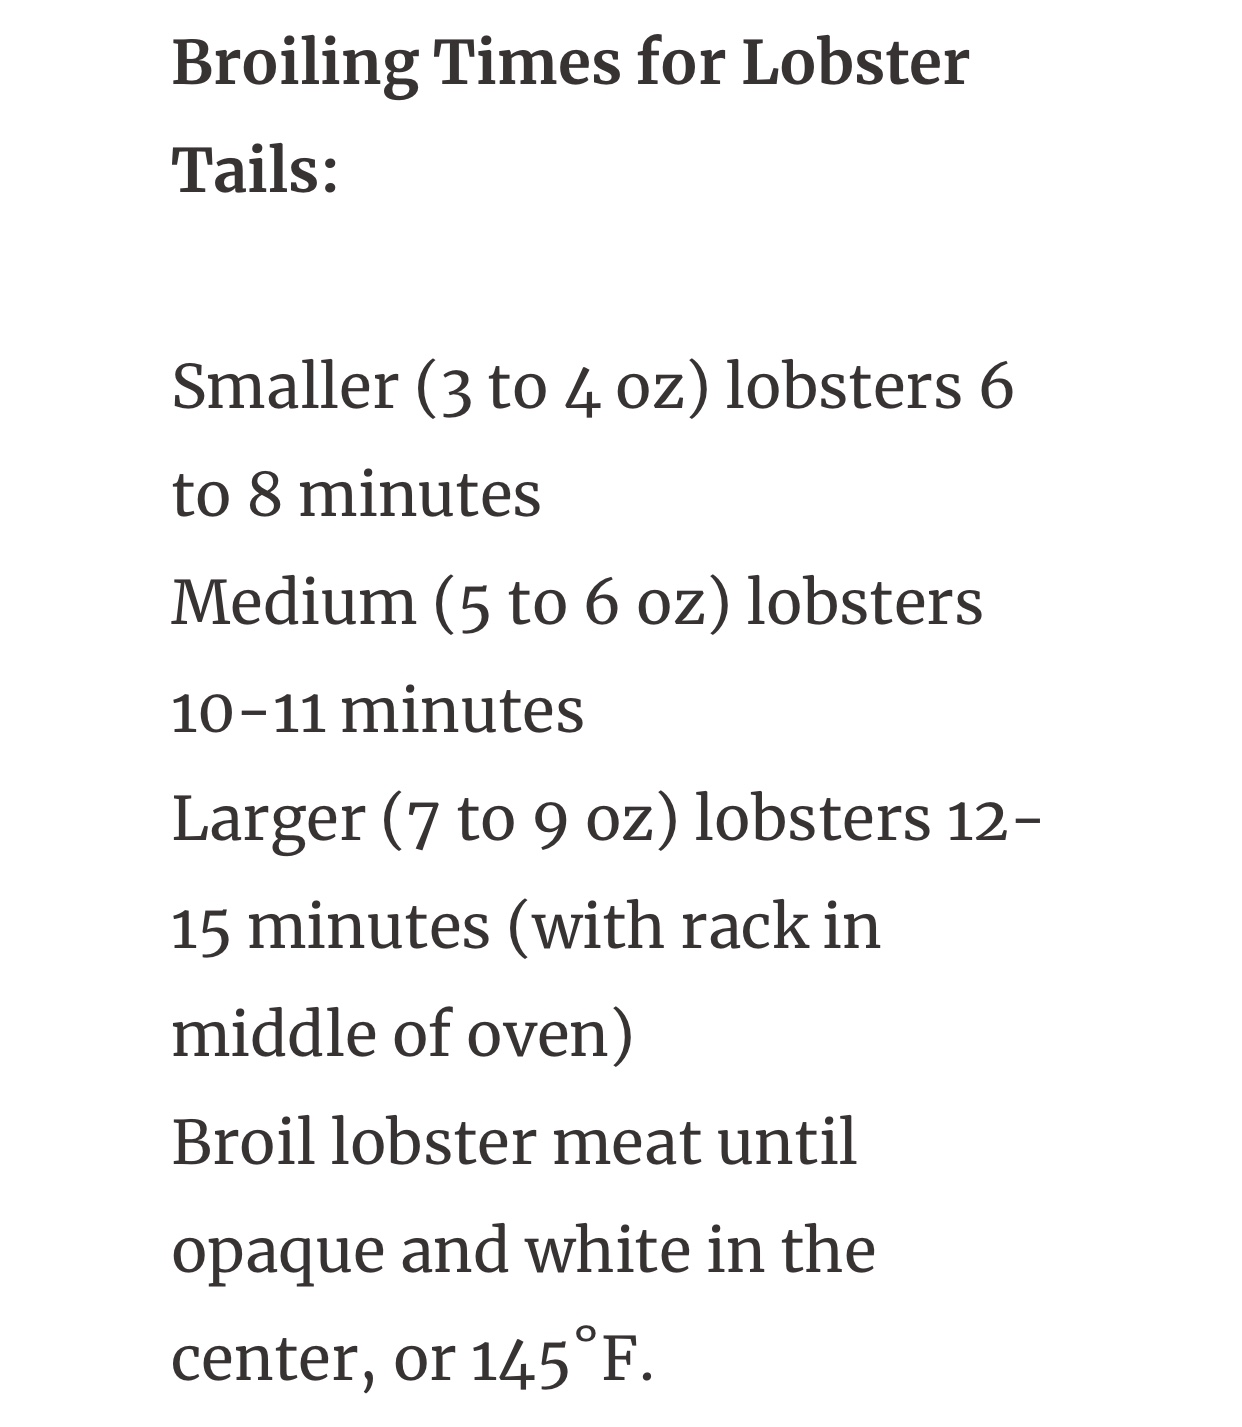 Broiling Times for Lobster
Tails:
Smaller (3 to 4 oz) lobsters 6
to 8 minutes
Medium (5 to 6 oz) lobsters
10-11 minutes
Larger (7 to 9 oz) lobsters 12-
15 minutes (with rack in
middle of oven)
Broil lobster meat until
opaque and white in the
center, or 145°F.